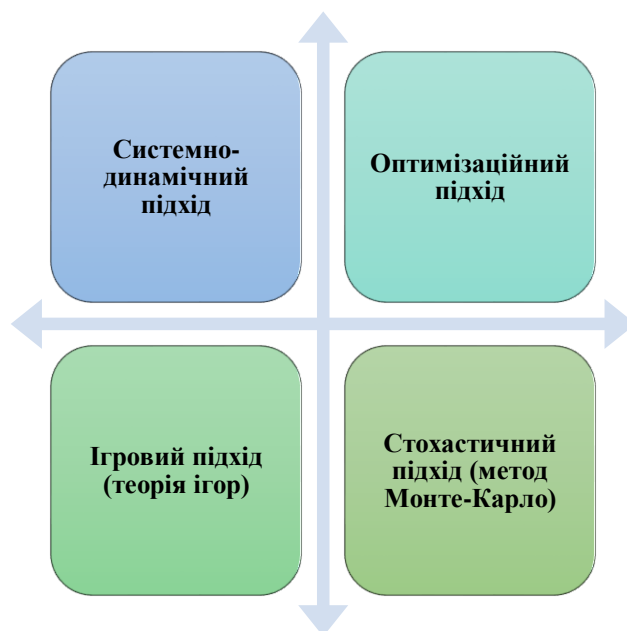 Системно-
динамічний
підхід
Оптимізаційний
підхід
Ігровий підхід
(теорія ігор)
Стохастичний
підхід (метод
Монте-Карло)